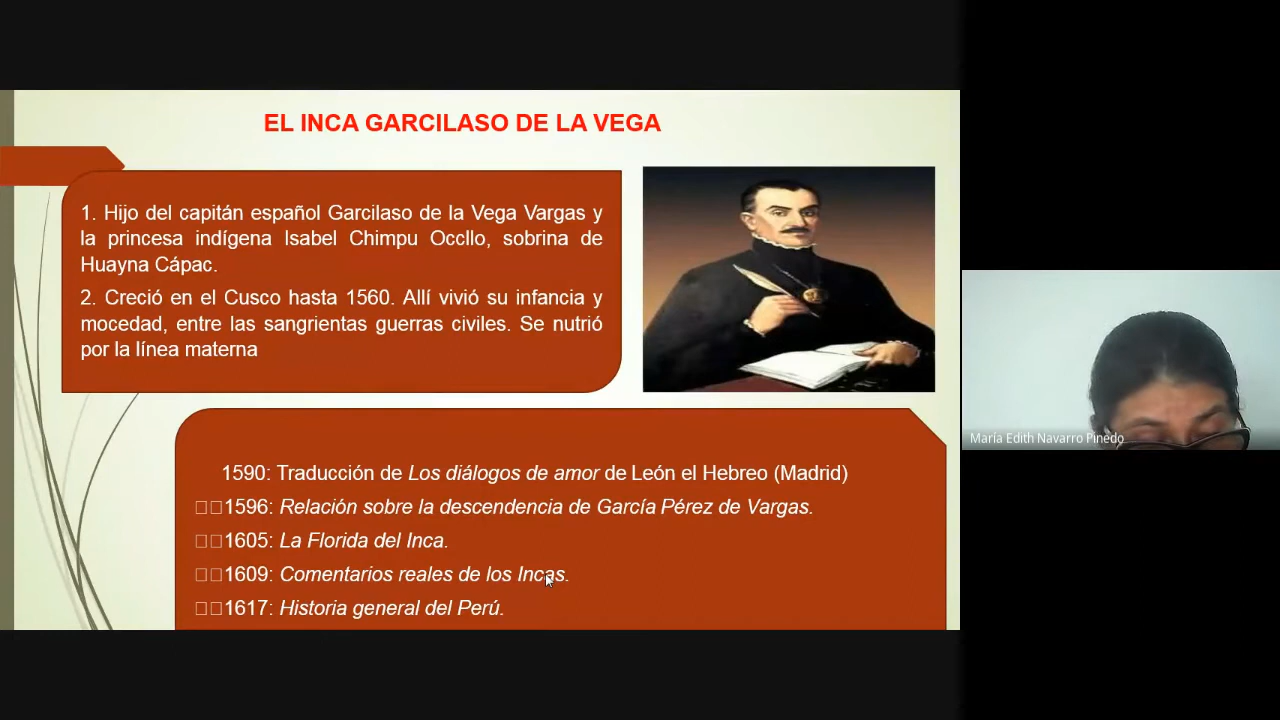 EL INCA GARCILASO DE LA VEGA
1. Hijo del capitán español Garcilaso de la Vega Vargas y
la princesa indígena Isabel Chimpu Occllo, sobrina de
Huayna Cápac.
2. Creció en el Cusco hasta 1560. Allí vivió su infancia y
mocedad, entre las sangrientas guerras civiles. Se nutrió
por la línea materna
1590: Traducción de Los diálogos de amor de León el Hebreo (Madrid)
1596: Relación sobre la descendencia de García Pérez de Vargas.
1605: La Florida del Inca.
1609: Comentarios reales de los Incas.
1617: Historia general del Perú.
María Edith Navarro Pinedo